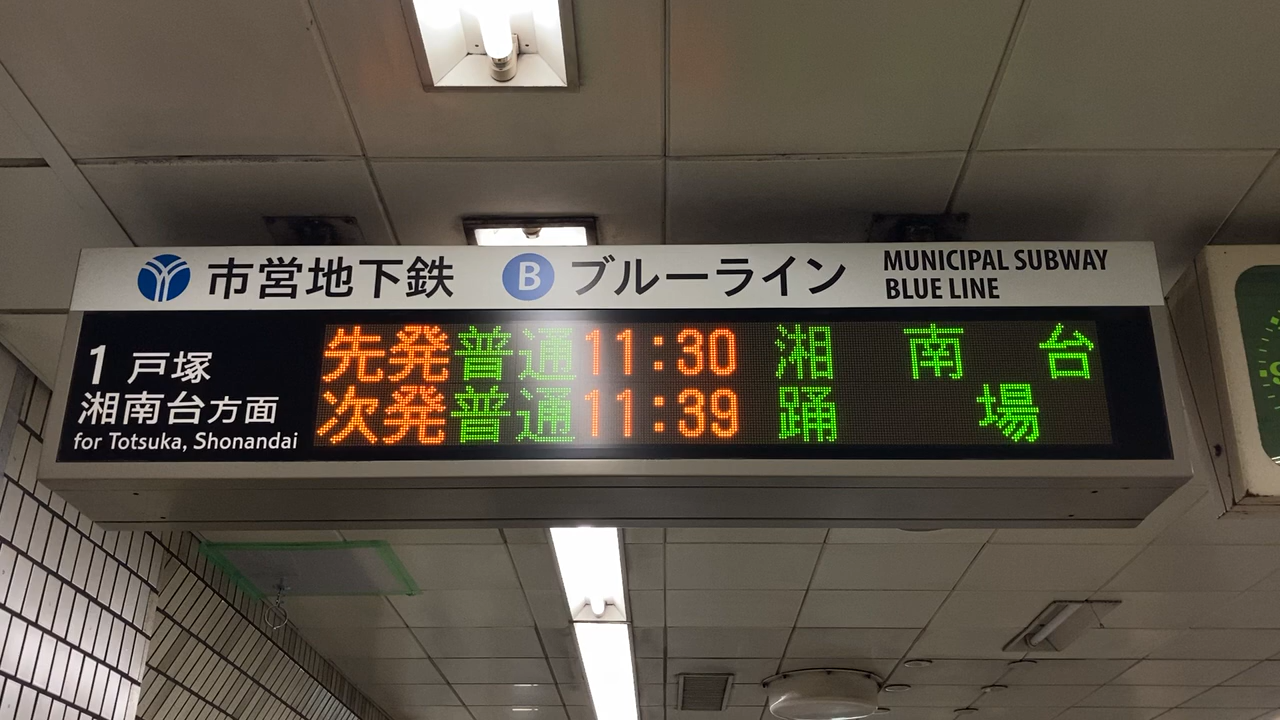 市営地下鉄 B ブルーライン MUNICIPAL SUBWAY
BLUE LINE
1 戸塚
湘南台方面
for Totsuka, Shonandai
先発 普通 11:30 湘南台
次発 普通 11:39 踊場